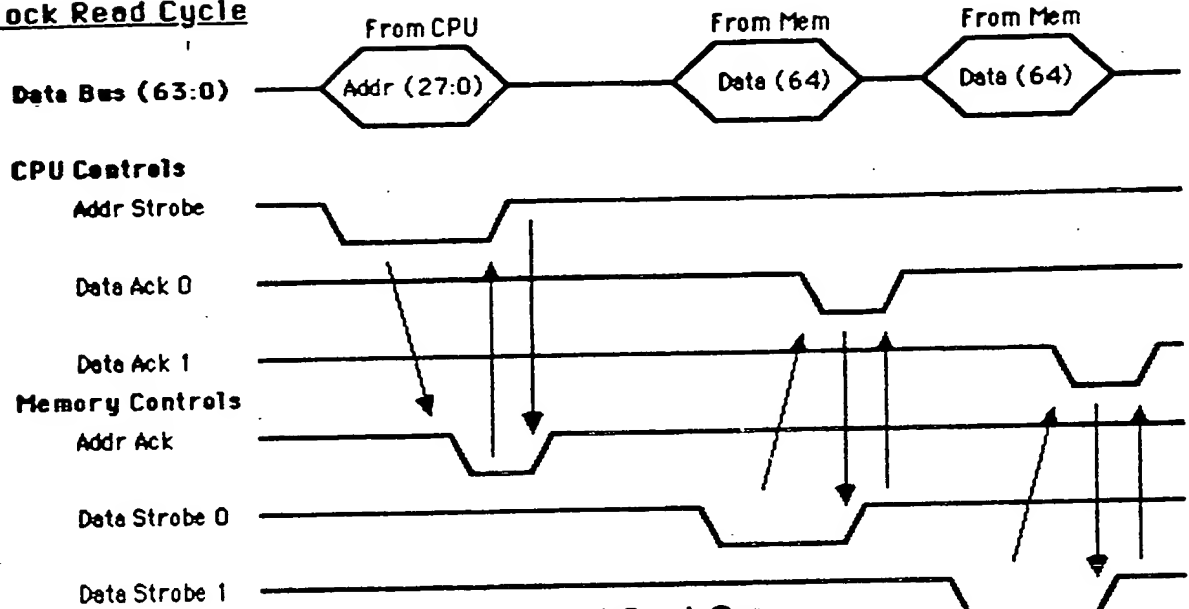 ock Read Cycle
From CPU
From Mem
From Mem
Data Bus (63:0)
Addr (27:0)
Data (64)
Data (64)
CPU Controls
Addr Strobe
Data Ack 0
Data Ack 1
Memory Controls
Addr Ack
Data Strobe 0
Data Strobe 1